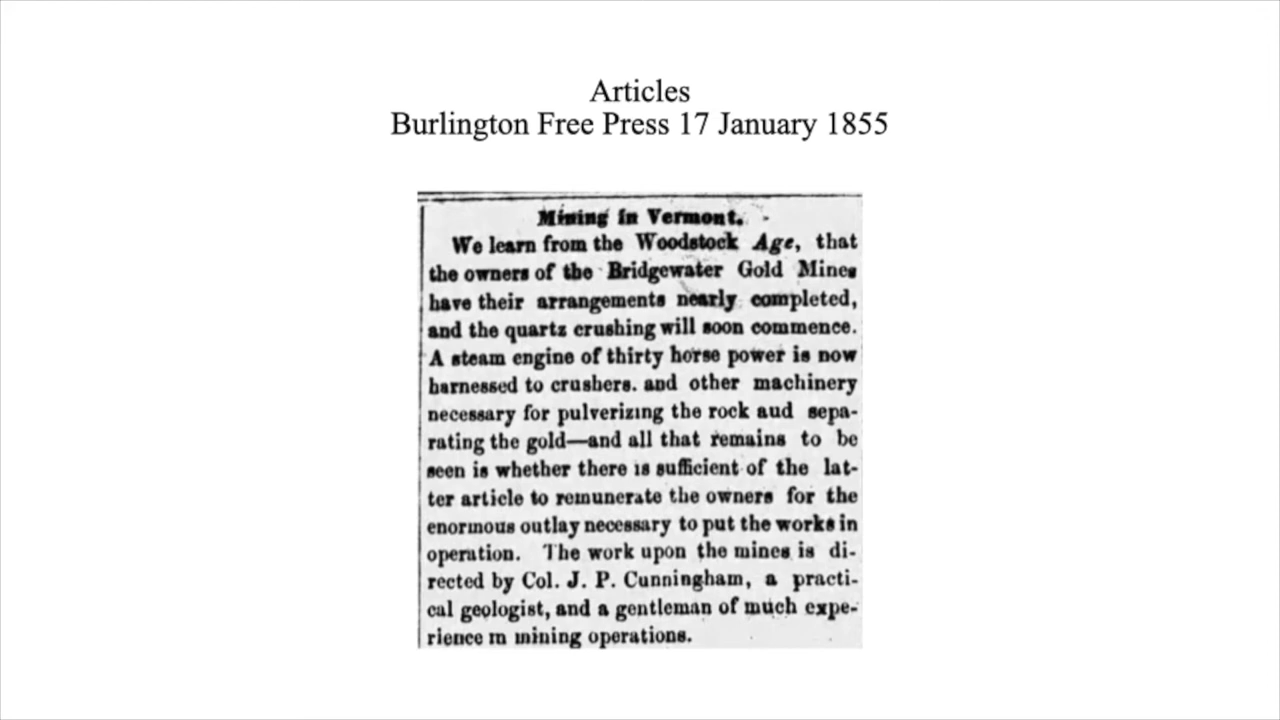 Articles
Burlington Free Press 17 January 1855
Mining in Vermont.
We learn from the Woodstock Age, that
the owners of the Bridgewater Gold Mines
have their arrangements nearly completed,
and the quartz crushing will soon commence.
A steam engine of thirty horse power is now
harnessed to crushers. and other machinery
necessary for pulverizing the rock aud sepa-
rating the gold—and all that remains to be
seen is whether there is sufficient of the lat-
ter article to remunerate the owners for the
enormous outlay necessary to put the works in
operation. The work upon the mines is di-
rected by Col. J. P. Cunningham, a practi-
cal geologist, and a gentleman of much expe-
rience in mining operations.